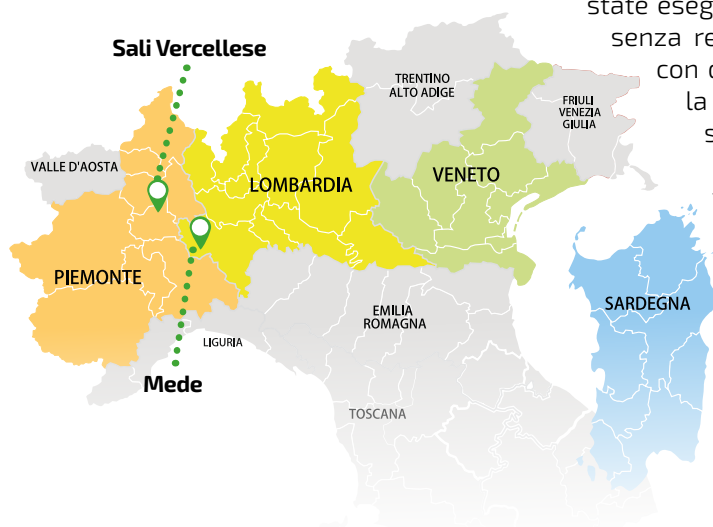 state eseg
senza re
con
la
s
Sali Vercellese
TRENTINO
ALTO ADIGE
FRIULI
VENEZIA
GIULIA
VALLE D'AOSTA
LOMBARDIA
VENETO
PIEMONTE
SARDEGNA
EMILIA
ROMAGNA
LIGURIA
Mede
TOSCANA